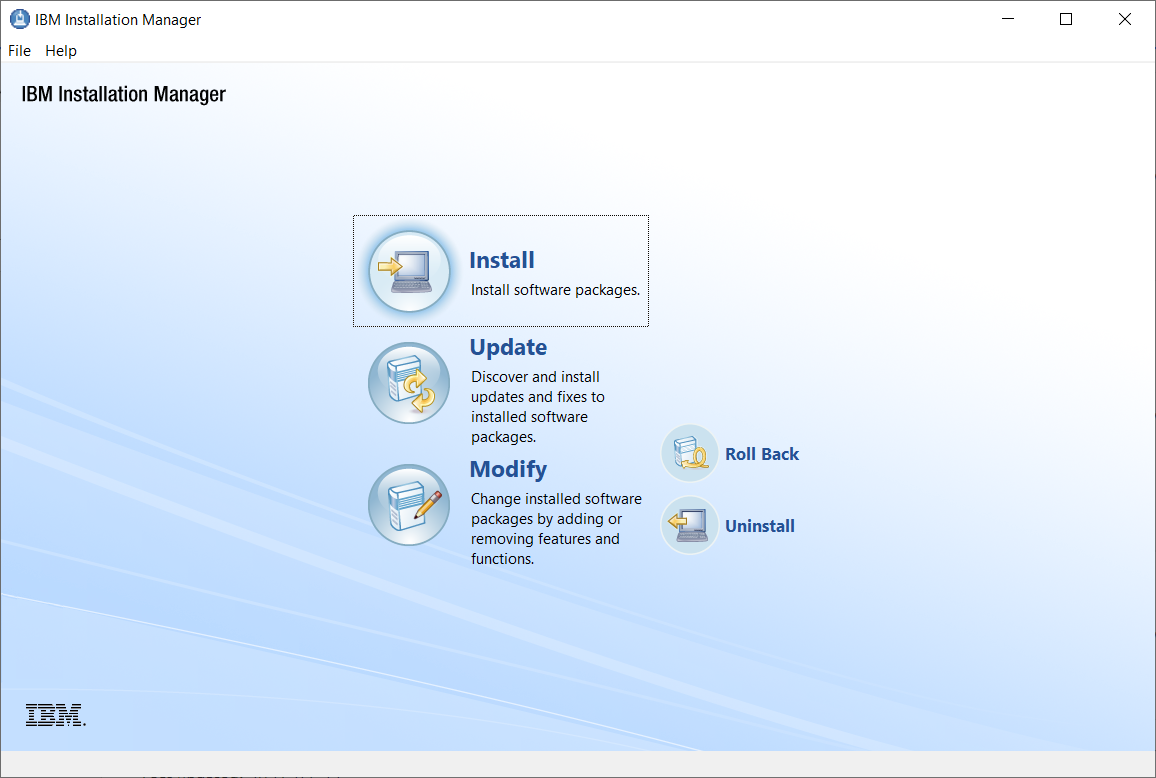 IBM Installation Manager
File Help
IBM Installation Manager
Install
Install software packages.
Update
Discover and install
updates and fixes to
installed software
packages.
Modify
Change installed software
packages by adding or
removing features and
functions.
Roll Back
Uninstall
IBM.